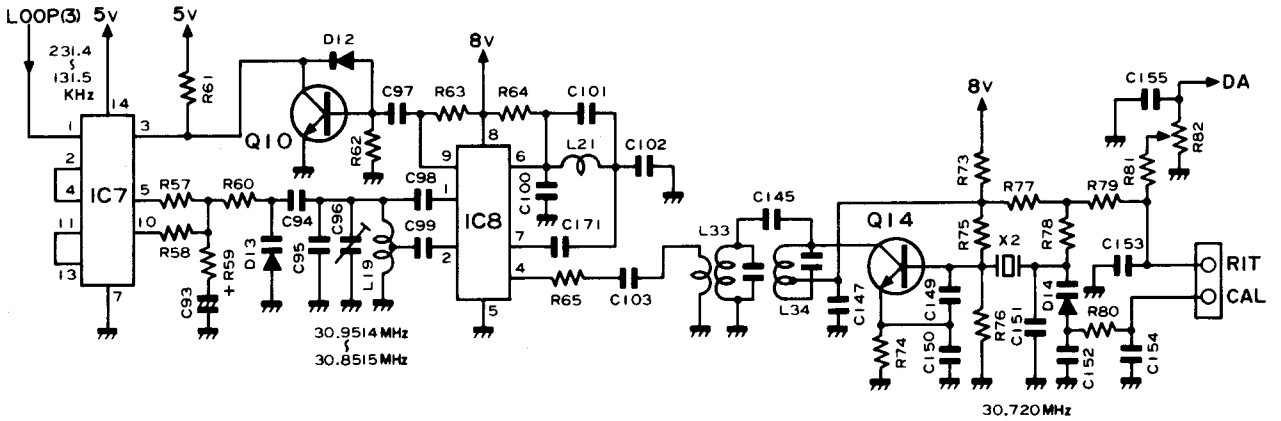 LOOP(3)
5V
5V
231.4
~
131.5
KHz
R61
D12
8V
C97
R63
R64
C101
Q10
R62
L21
C102
14
1
3
2
4
5
11
10
13
7
IC7
R57
R60
R58
+R59
C93
D13
C94
C95
C96
L19
C98
C99
9
8
6
1
7
2
4
5
IC8
C100
C171
R65
C103
30.9514MHz
~
30.8515MHz
L33
C145
L34
C147
Q14
R74
8V
R73
R75
R77
R79
R78
X2
C149
C150
R76
C151
D14
R80
C152
C154
C153
R81
R82
C155
DA
RIT
CAL
30.720MHz